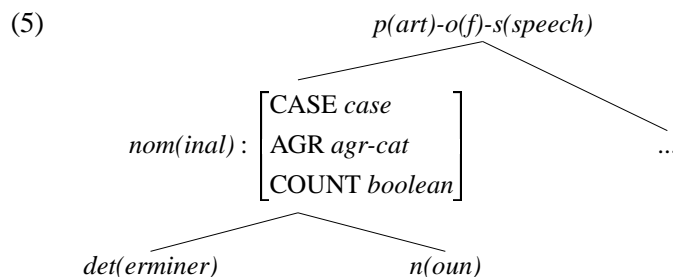 (5)
p(art)-o(f)-s(speech)
CASE case
nom(inal) : AGR agr-cat
...
COUNT boolean
det(erminer) n(oun)